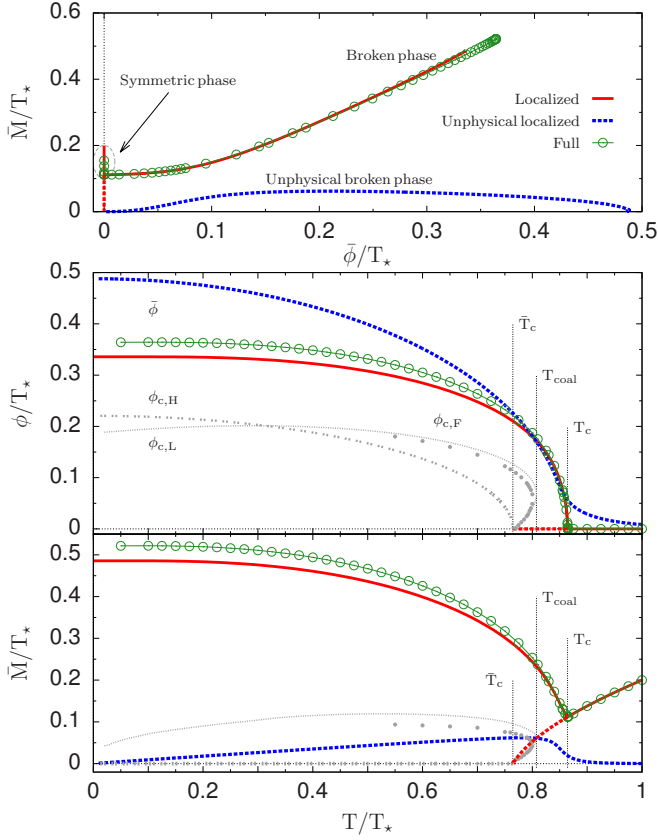 0.6
0.4
0.2
0
M̄/T⋆
Symmetric phase
Broken phase
Localized
Unphysical localized
Full
Unphysical broken phase
0 0.1 0.2 0.3 0.4 0.5
ϕ̄/T⋆
0.5
0.4
0.3
0.2
0.1
0
ϕ/T⋆
ϕ̄
T̄c
Tcoal
Tc
ϕc,H
ϕc,F
ϕc,L
0.5
0.4
0.3
0.2
0.1
0
M̄/T⋆
Tcoal
Tc
T̄c
0 0.2 0.4 0.6 0.8 1
T/T⋆